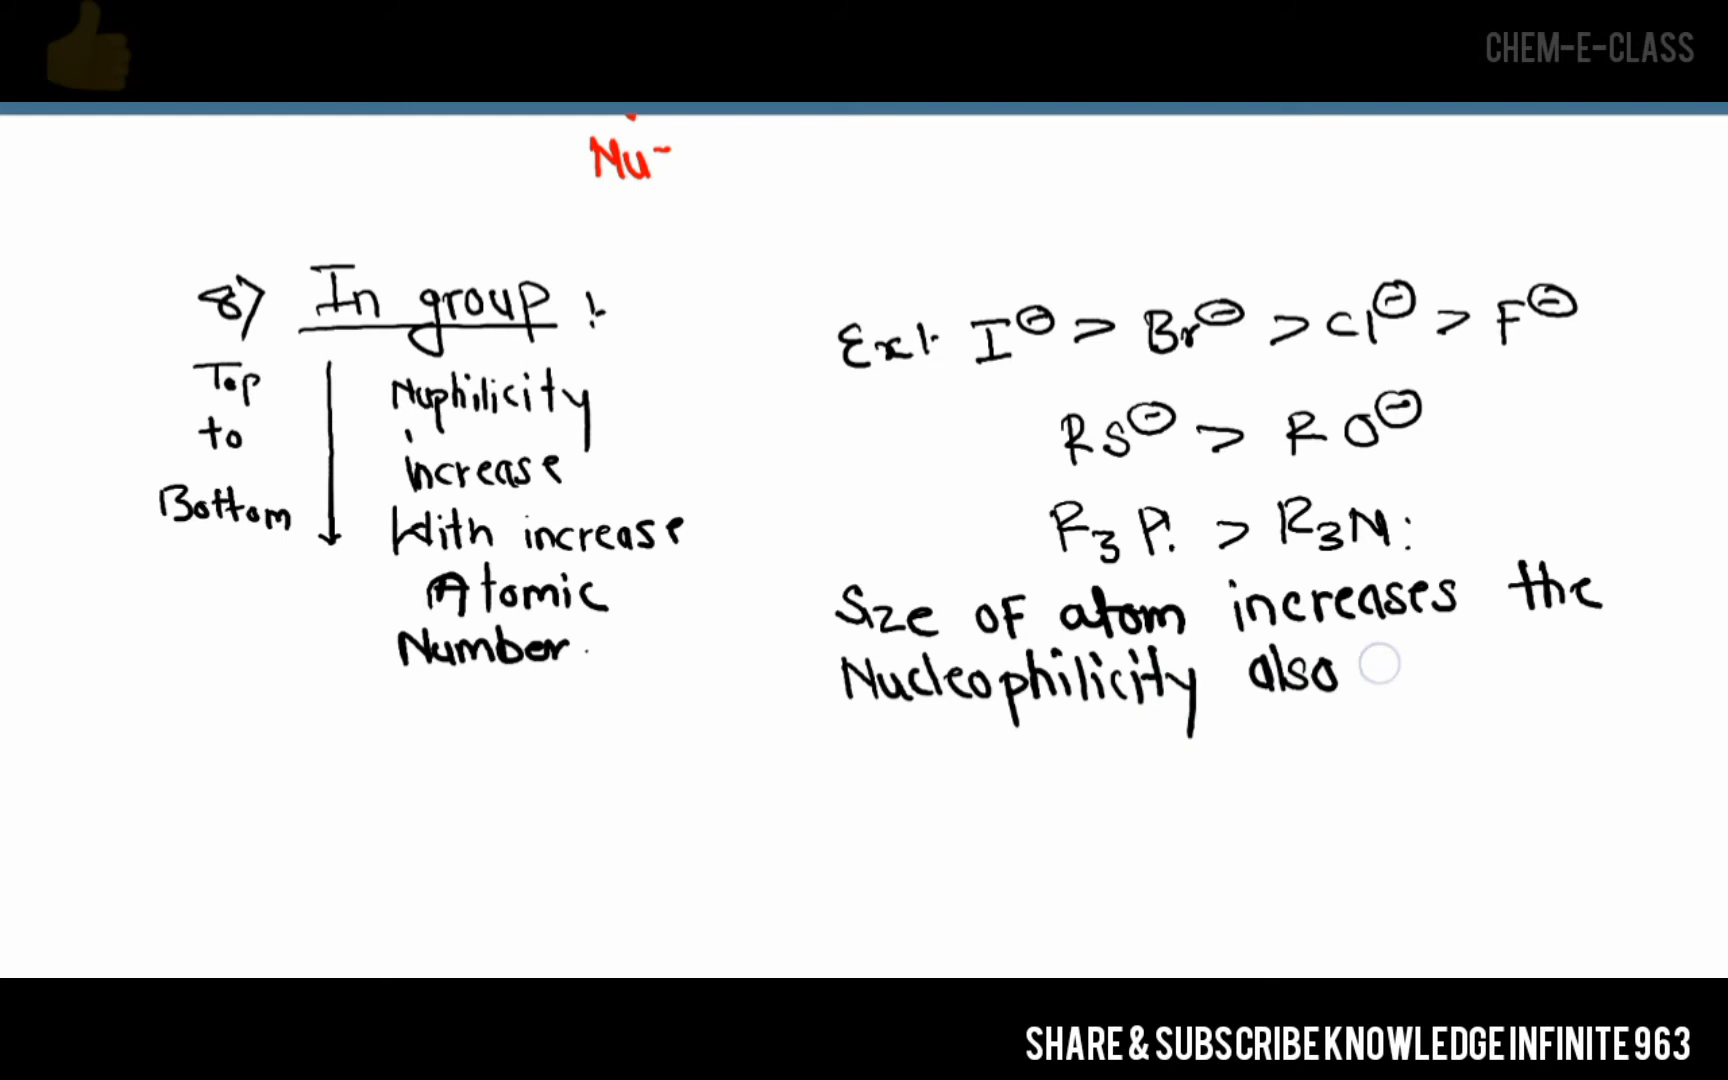 CHEM-E-CLASS
Nu-
8) In group :-
Top
to
Bottom
Nuphilicity
increase
With increase
Atomic
Number.
Ex:- I⊖ > Br⊖ > Cl⊖ > F⊖
RS⊖ > RO⊖
R3P: > R3N:
Size of atom increases the
Nucleophilicity also
SHARE & SUBSCRIBE KNOWLEDGE INFINITE 963